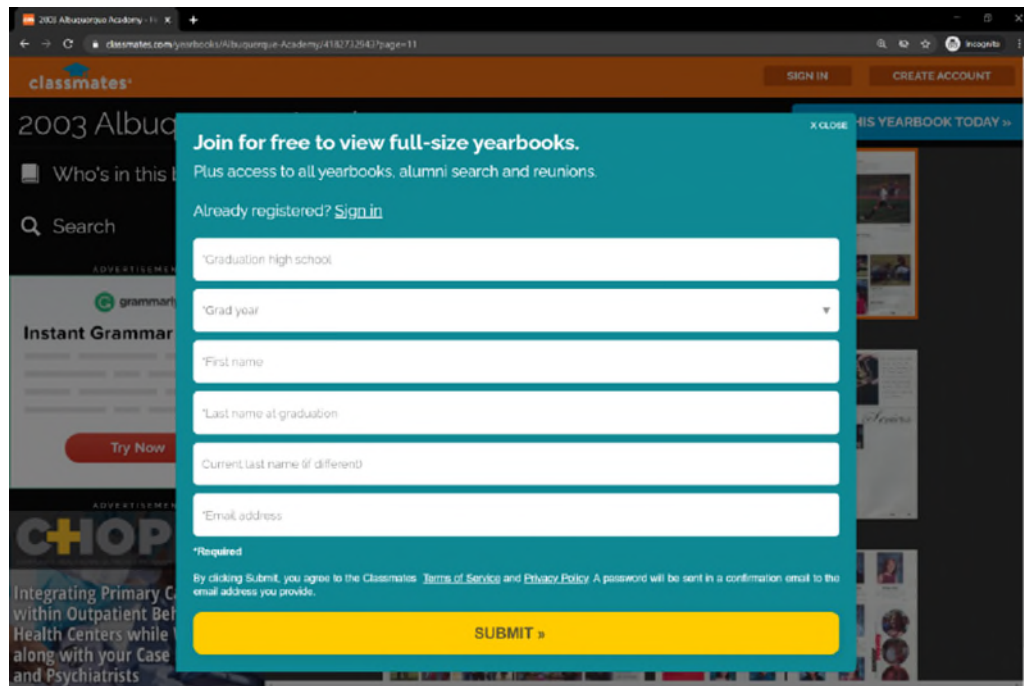 2003 Albuquerque Academy - 
classmates.com/yearbooks/Albuquerque-Academy/4182732543?page=11
Incognito
classmates
SIGN IN
CREATE ACCOUNT
2003 Albuq
HIS YEARBOOK TODAY »
Who's in this b
Search
ADVERTISEMEN
grammarly
Instant Grammar
Try Now
ADVERTISEMEN
CHOP
Integrating Primary C
within Outpatient Beh
Health Centers while
along with your Case
and Psychiatrists
X CLOSE
Join for free to view full-size yearbooks.
Plus access to all yearbooks, alumni search and reunions.
Already registered? Sign in
*Graduation high school
*Grad year
*First name
*Last name at graduation
Current last name (if different)
*Email address
*Required
By clicking Submit, you agree to the Classmates Terms of Service and Privacy Policy. A password will be sent in a confirmation email to the
email address you provide.
SUBMIT »
Seniors